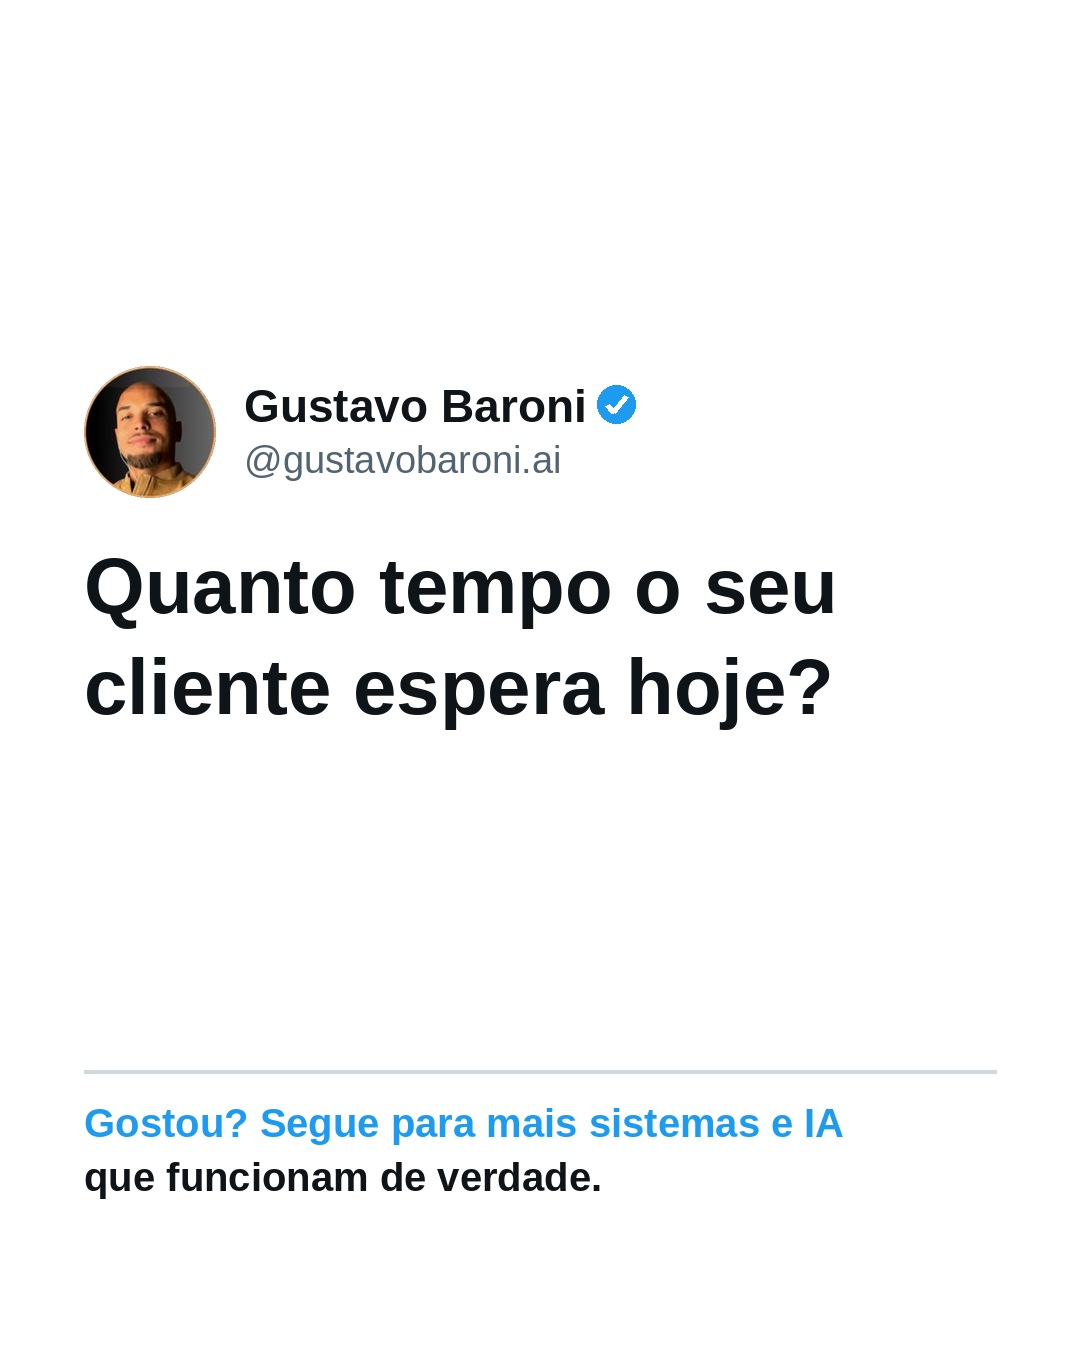 Gustavo Baroni
@gustavobaroni.ai
Quanto tempo o seu
cliente espera hoje?
Gostou? Segue para mais sistemas e IA
que funcionam de verdade.